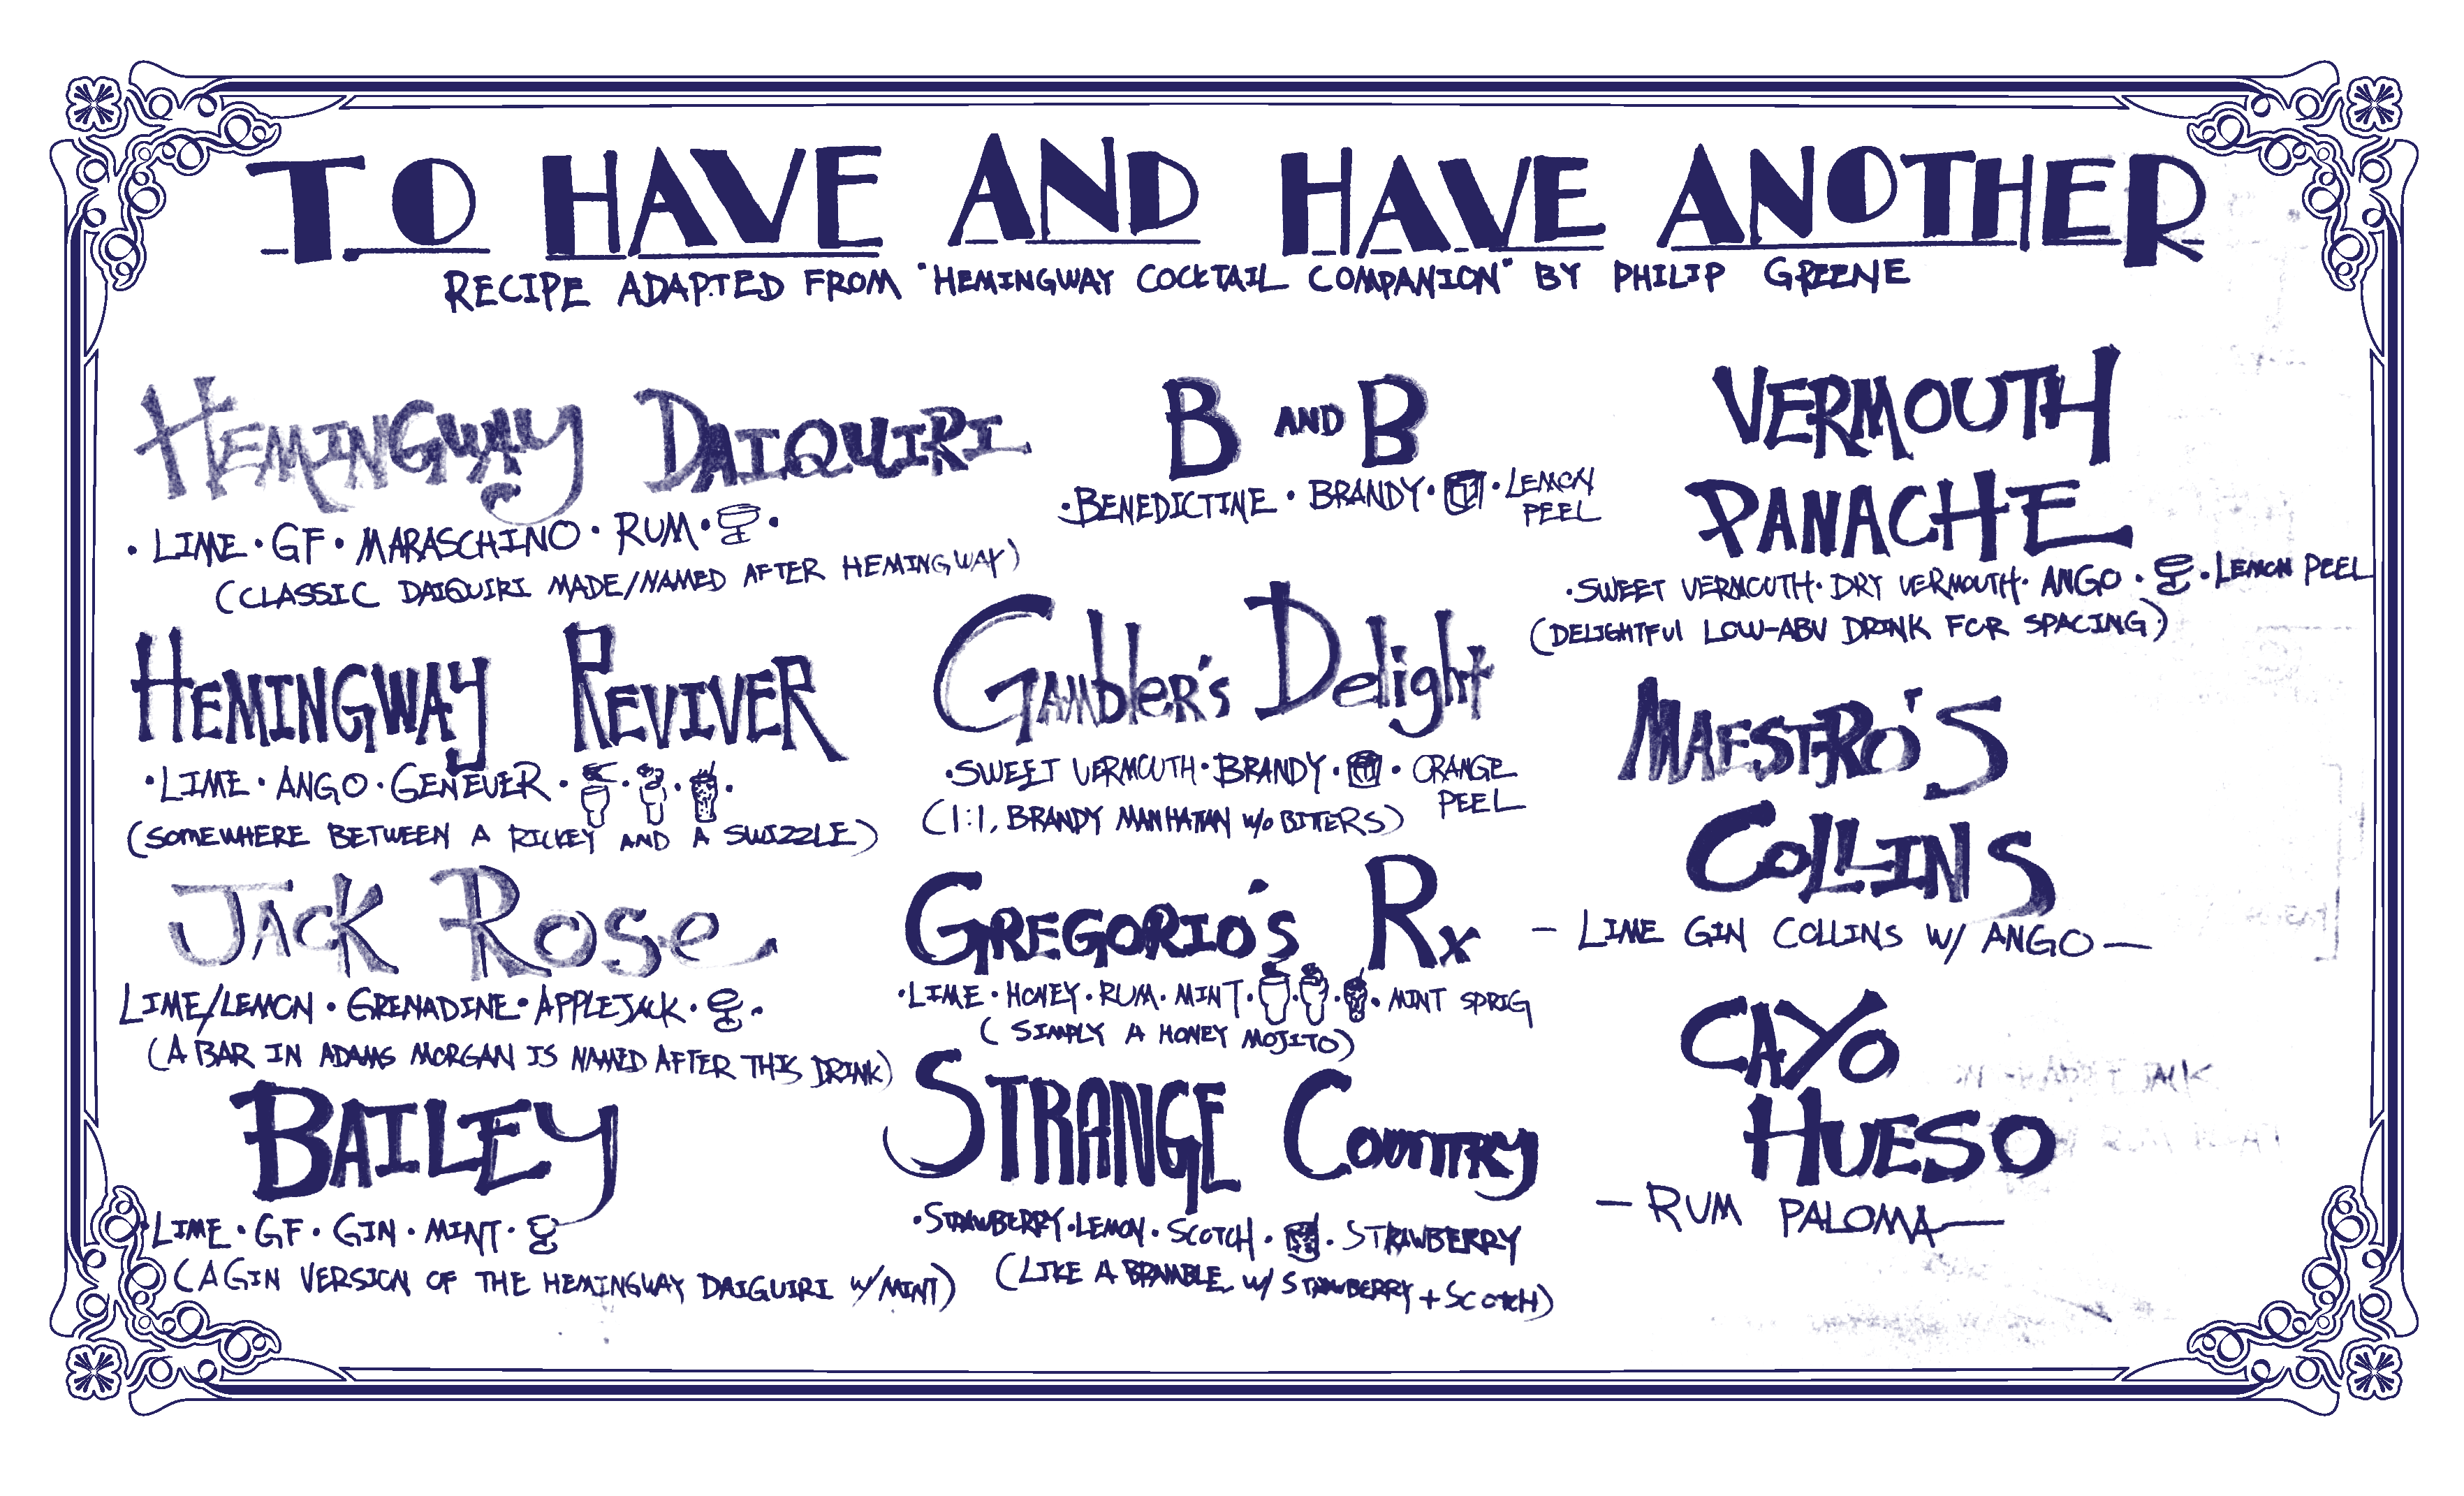 TO HAVE AND HAVE ANOTHER
RECIPE ADAPTED FROM "HEMINGWAY COCKTAIL COMPANION" BY PHILIP GREENE
HEMINGWAY DAIQUIRI
· LIME · GF · MARASCHINO · RUM · ·
(CLASSIC DAIQUIRI MADE/NAMED AFTER HEMINGWAY)
HEMINGWAY REVIVER
· LIME · ANGO · GENEVER · · · ·
(SOMEWHERE BETWEEN A RICKEY AND A SWIZZLE)
JACK ROSE
LIME/LEMON · GRENADINE · APPLEJACK · ·
(A BAR IN ADAMS MORGAN IS NAMED AFTER THIS DRINK)
BAILEY
· LIME · GF · GIN · MINT ·
(A GIN VERSION OF THE HEMINGWAY DAIGUIRI W/MINT)
B AND B
· BENEDICTINE · BRANDY · · LEMON
PEEL
GAMBLER'S DELIGHT
· SWEET VERMOUTH · BRANDY · · ORANGE
PEEL
(1:1, BRANDY MANHATTAN W/O BITTERS)
GREGORIO'S RX
· LIME · HONEY · RUM · MINT · · · · MINT SPRIG
(SIMPLY A HONEY MOJITO)
STRANGE COUNTRY
· STRAWBERRY · LEMON · SCOTCH · · STRAWBERRY
(LIKE A BRAMBLE W/ STRAWBERRY + SCOTCH)
VERMOUTH
PANACHE
· SWEET VERMOUTH · DRY VERMOUTH · ANGO · · LEMON PEEL
(DELIGHTFUL LOW-ABV DRINK FOR SPACING)
MAESTRO'S
COLLINS
- LIME GIN COLLINS W/ ANGO -
CAYO
HUESO
- RUM PALOMA -